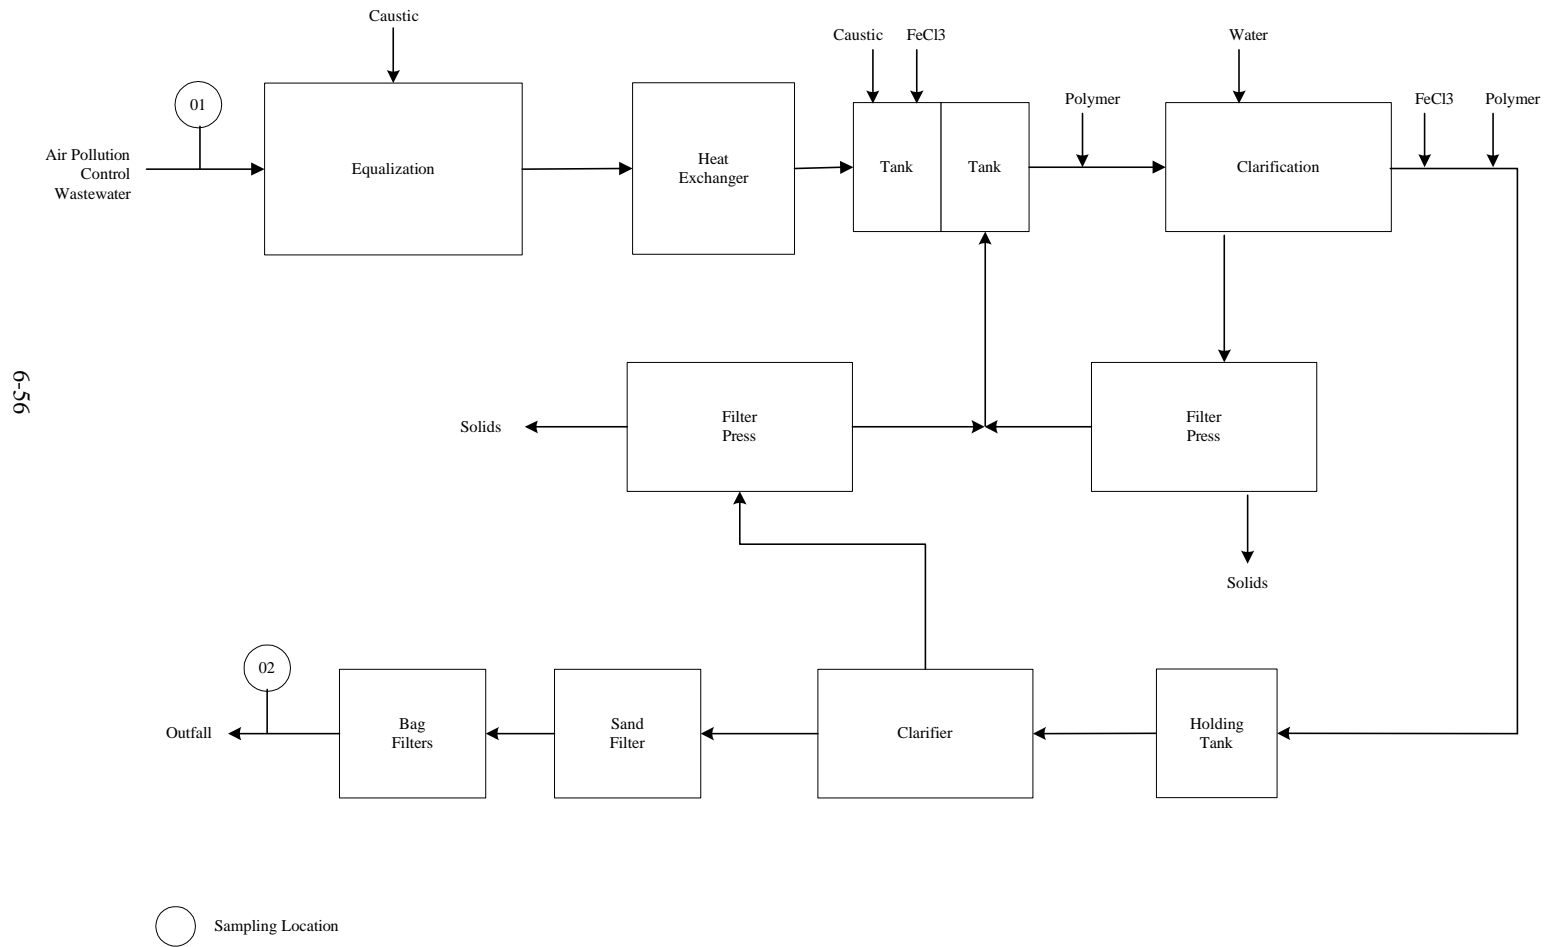 Caustic
Caustic
FeCl3
Water
Polymer
FeCl3
Polymer
01
Air Pollution
Control
Wastewater
Equalization
Heat
Exchanger
Tank
Tank
Clarification
6-56
Solids
Filter
Press
Filter
Press
Solids
02
Outfall
Bag
Filters
Sand
Filter
Clarifier
Holding
Tank
Sampling Location